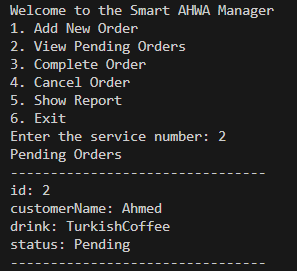 Welcome to the Smart AHWA Manager
1. Add New Order
2. View Pending Orders
3. Complete Order
4. Cancel Order
5. Show Report
6. Exit
Enter the service number: 2
Pending Orders
--------------------------------
id: 2
customerName: Ahmed
drink: TurkishCoffee
status: Pending
--------------------------------